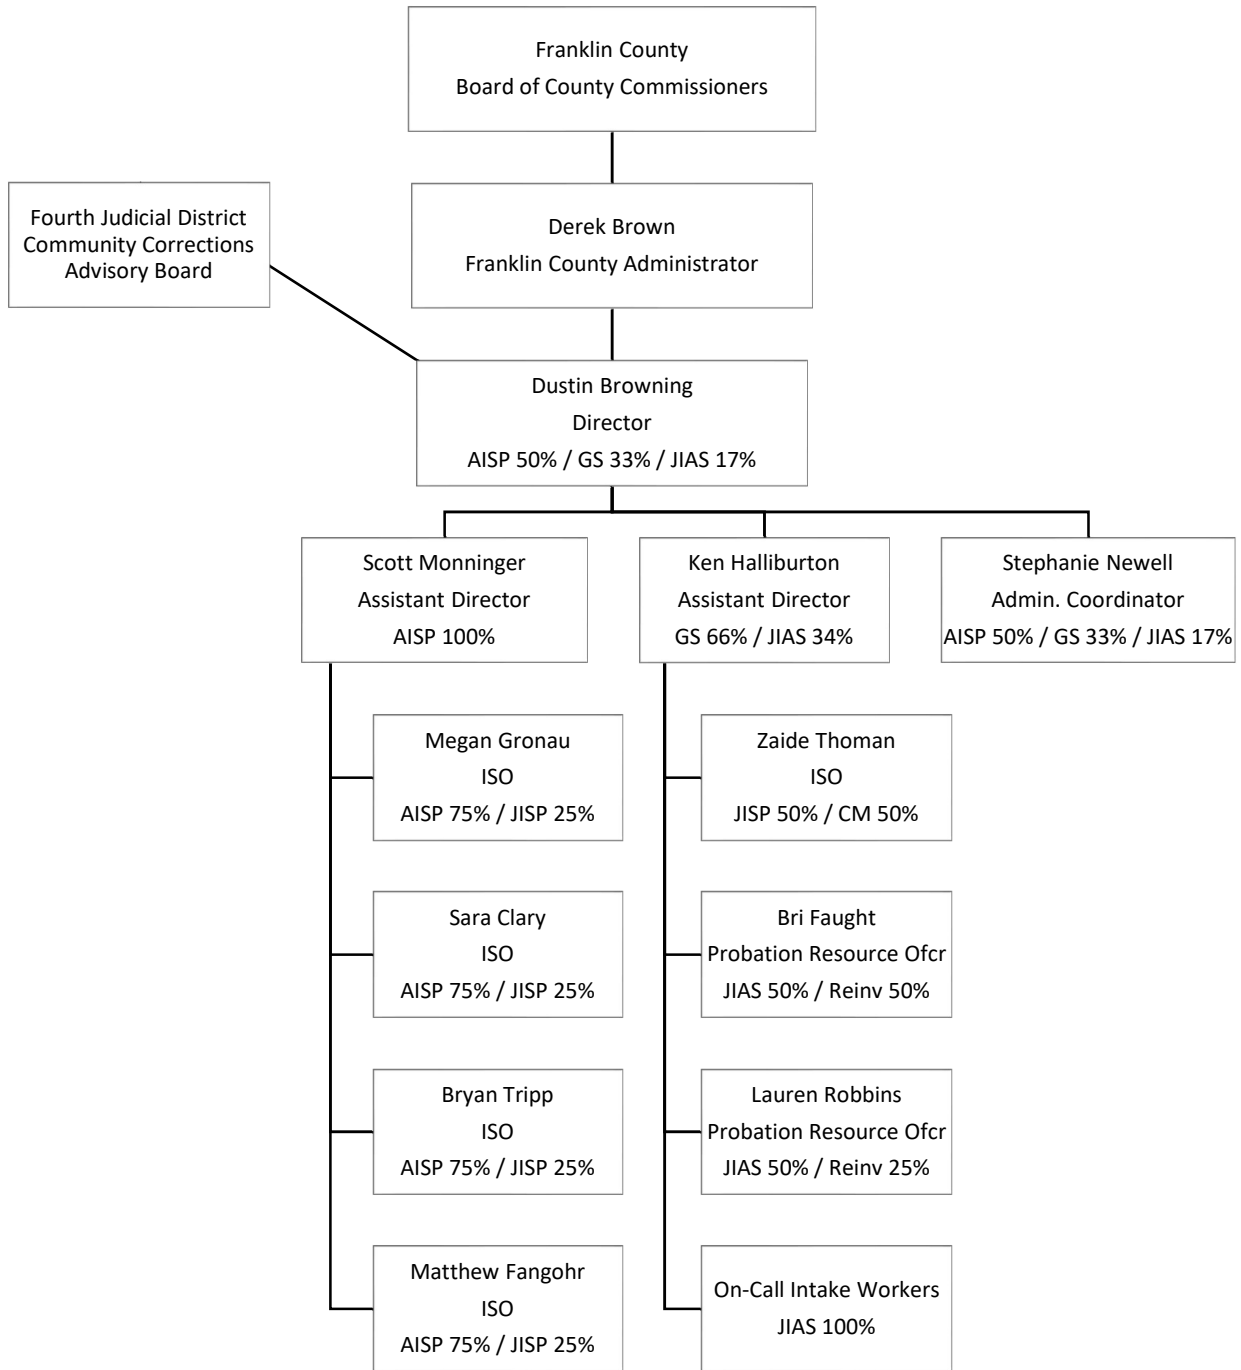 Franklin County
Board of County Commissioners
Fourth Judicial District
Community Corrections
Advisory Board
Derek Brown
Franklin County Administrator
Dustin Browning
Director
AISP 50% / GS 33% / JIAS 17%
Scott Monninger
Assistant Director
AISP 100%
Ken Halliburton
Assistant Director
GS 66% / JIAS 34%
Stephanie Newell
Admin. Coordinator
AISP 50% / GS 33% / JIAS 17%
Megan Gronau
ISO
AISP 75% / JISP 25%
Sara Clary
ISO
AISP 75% / JISP 25%
Bryan Tripp
ISO
AISP 75% / JISP 25%
Matthew Fangohr
ISO
AISP 75% / JISP 25%
Zaide Thoman
ISO
JISP 50% / CM 50%
Bri Faught
Probation Resource Ofcr
JIAS 50% / Reinv 50%
Lauren Robbins
Probation Resource Ofcr
JIAS 50% / Reinv 25%
On-Call Intake Workers
JIAS 100%